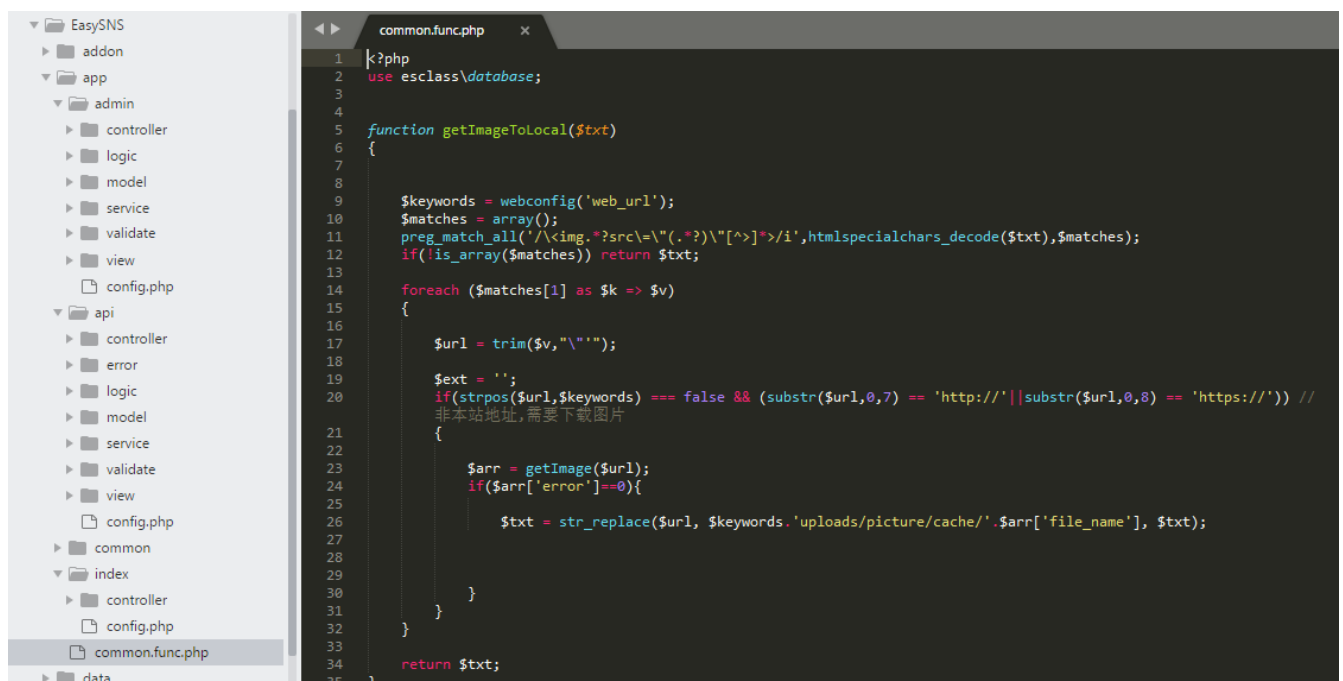 EasySNS
addon
app
admin
controller
logic
model
service
validate
view
config.php
api
controller
error
logic
model
service
validate
view
config.php
common
index
controller
config.php
common.func.php
data
common.func.php ×
1 <?php
2 use esclass\database;
3
4
5 function getImageToLocal($txt)
6 {
7
8
9 $keywords = webconfig('web_url');
10 $matches = array();
11 preg_match_all('/\<img.*?src\=\"(.*?)\"[^>]*>/i',htmlspecialchars_decode($txt),$matches);
12 if(!is_array($matches)) return $txt;
13
14 foreach ($matches[1] as $k => $v)
15 {
16
17 $url = trim($v,"\"'");
18
19 $ext = '';
20 if(strpos($url,$keywords) === false && (substr($url,0,7) == 'http://'||substr($url,0,8) == 'https://')) //
非本站地址,需要下载图片
21 {
22
23 $arr = getImage($url);
24 if($arr['error']==0){
25
26 $txt = str_replace($url, $keywords.'uploads/picture/cache/'.$arr['file_name'], $txt);
27
28
29
30 }
31 }
32 }
33
34 return $txt;
35 }